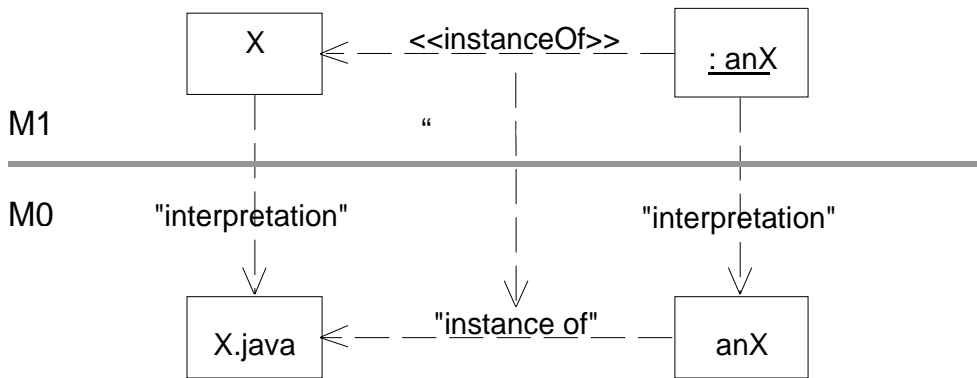 X
<<instanceOf>>
: anX
M1
“
M0
"interpretation"
"interpretation"
X.java
"instance of"
anX